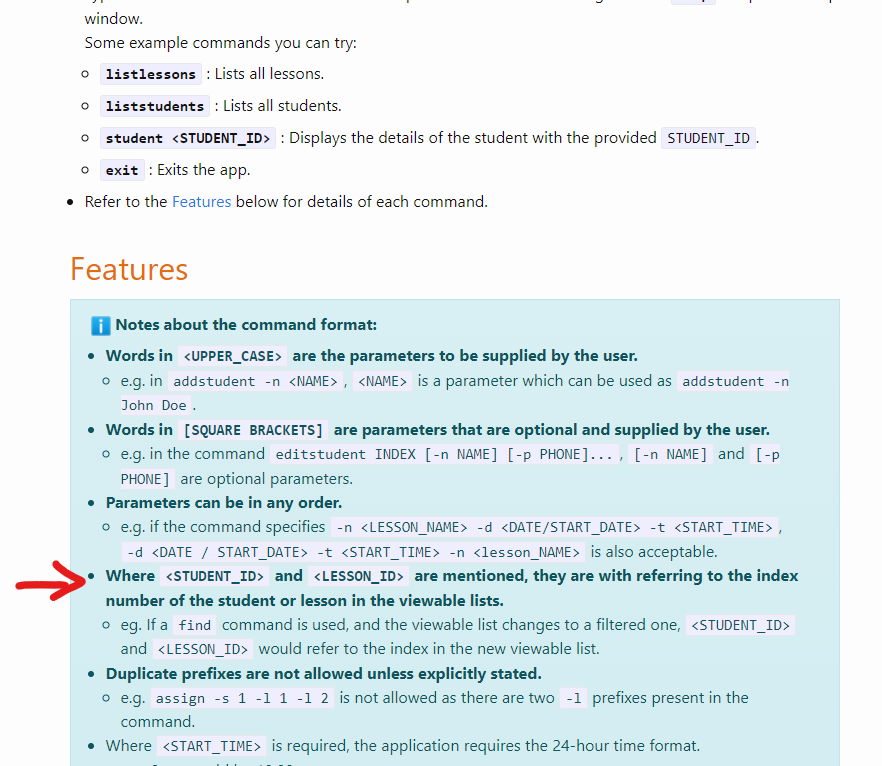 window.
Some example commands you can try:
listlessons : Lists all lessons.
liststudents : Lists all students.
student <STUDENT_ID> : Displays the details of the student with the provided STUDENT_ID .
exit : Exits the app.
Refer to the Features below for details of each command.
Features
Notes about the command format:
Words in <UPPER_CASE> are the parameters to be supplied by the user.
e.g. in addstudent -n <NAME> , <NAME> is a parameter which can be used as addstudent -n
John Doe .
Words in [SQUARE BRACKETS] are parameters that are optional and supplied by the user.
e.g. in the command editstudent INDEX [-n NAME] [-p PHONE]... , [-n NAME] and [-p
PHONE] are optional parameters.
Parameters can be in any order.
e.g. if the command specifies -n <LESSON_NAME> -d <DATE/START_DATE> -t <START_TIME> ,
-d <DATE / START_DATE> -t <START_TIME> -n <lesson_NAME> is also acceptable.
Where <STUDENT_ID> and <LESSON_ID> are mentioned, they are with referring to the index
number of the student or lesson in the viewable lists.
eg. If a find command is used, and the viewable list changes to a filtered one, <STUDENT_ID>
and <LESSON_ID> would refer to the index in the new viewable list.
Duplicate prefixes are not allowed unless explicitly stated.
e.g. assign -s 1 -l 1 -l 2 is not allowed as there are two -l prefixes present in the
command.
Where <START_TIME> is required, the application requires the 24-hour time format.